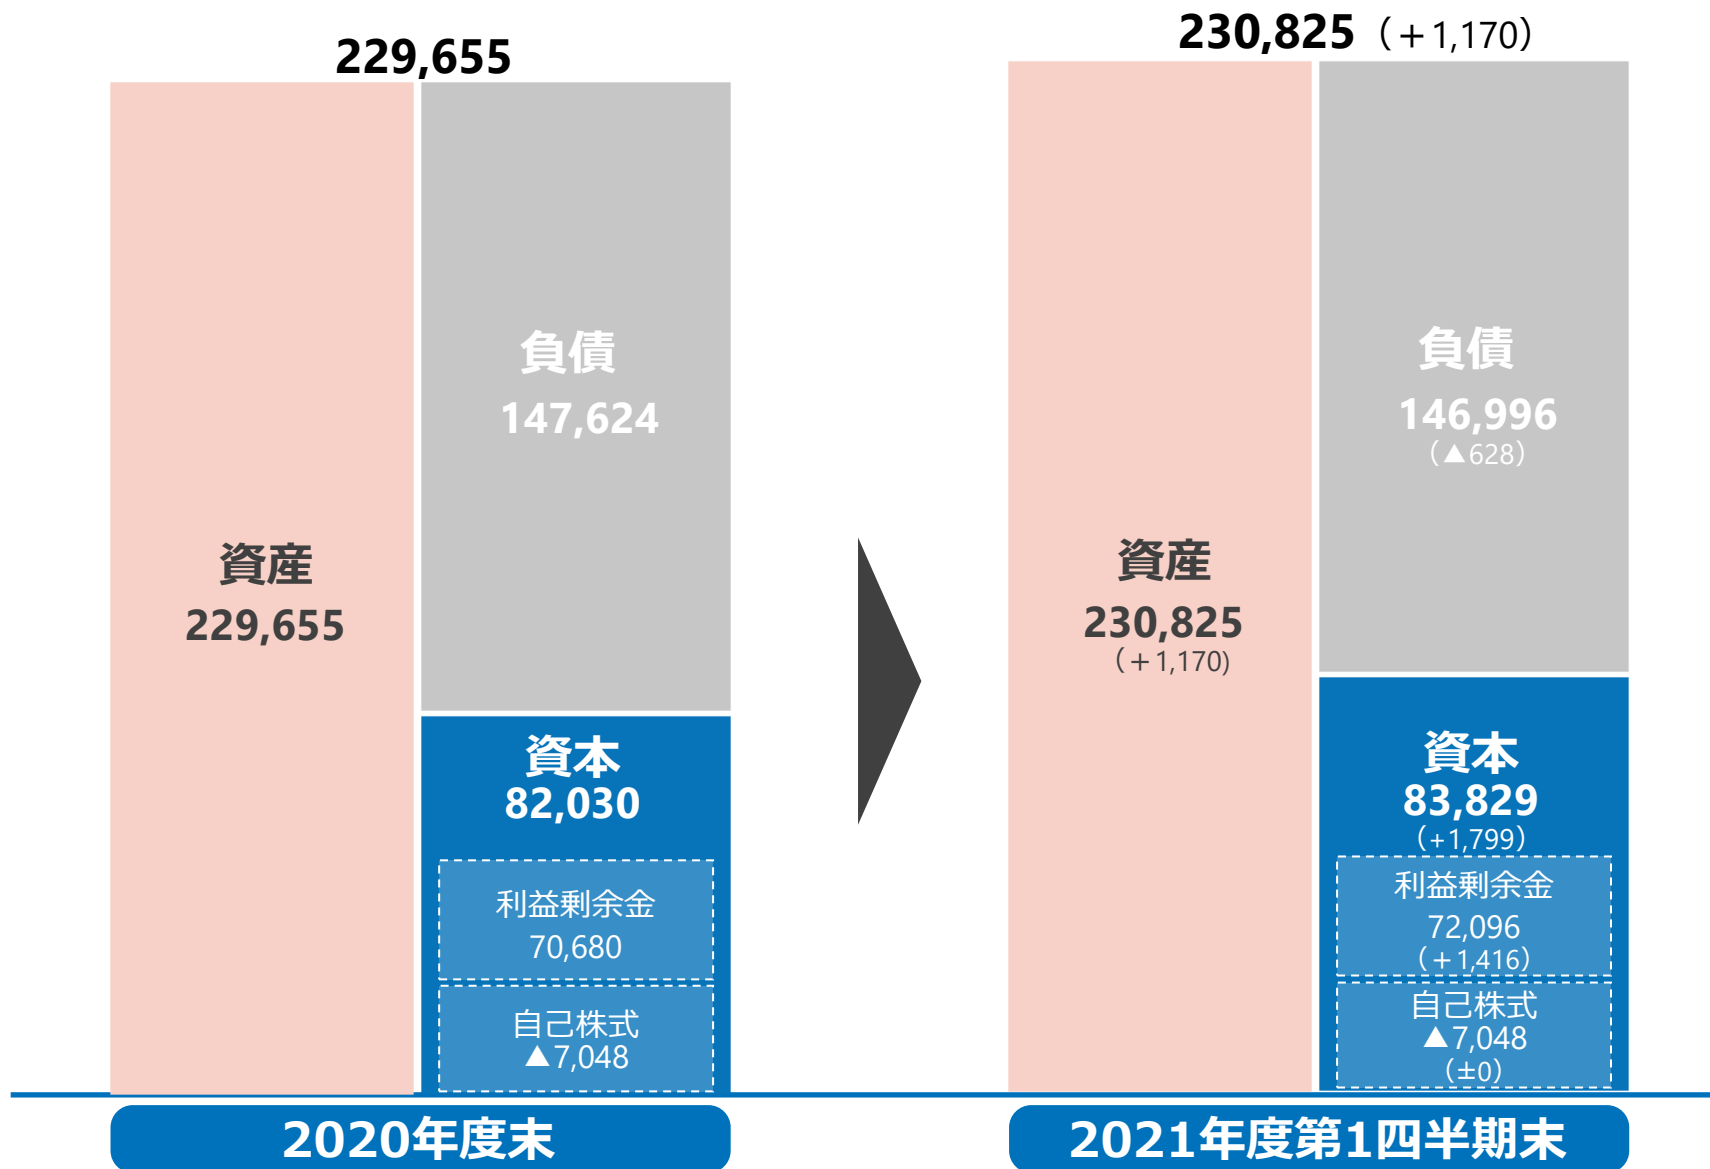 229,655
資産
229,655
負債
147,624
資本
82,030
利益剰余金
70,680
自己株式
▲7,048
2020年度末
230,825（＋1,170）
資産
230,825
（＋1,170)
負債
146,996
（▲628）
資本
83,829
（+1,799）
利益剰余金
72,096
（＋1,416）
自己株式
▲7,048
（±0）
2021年度第1四半期末